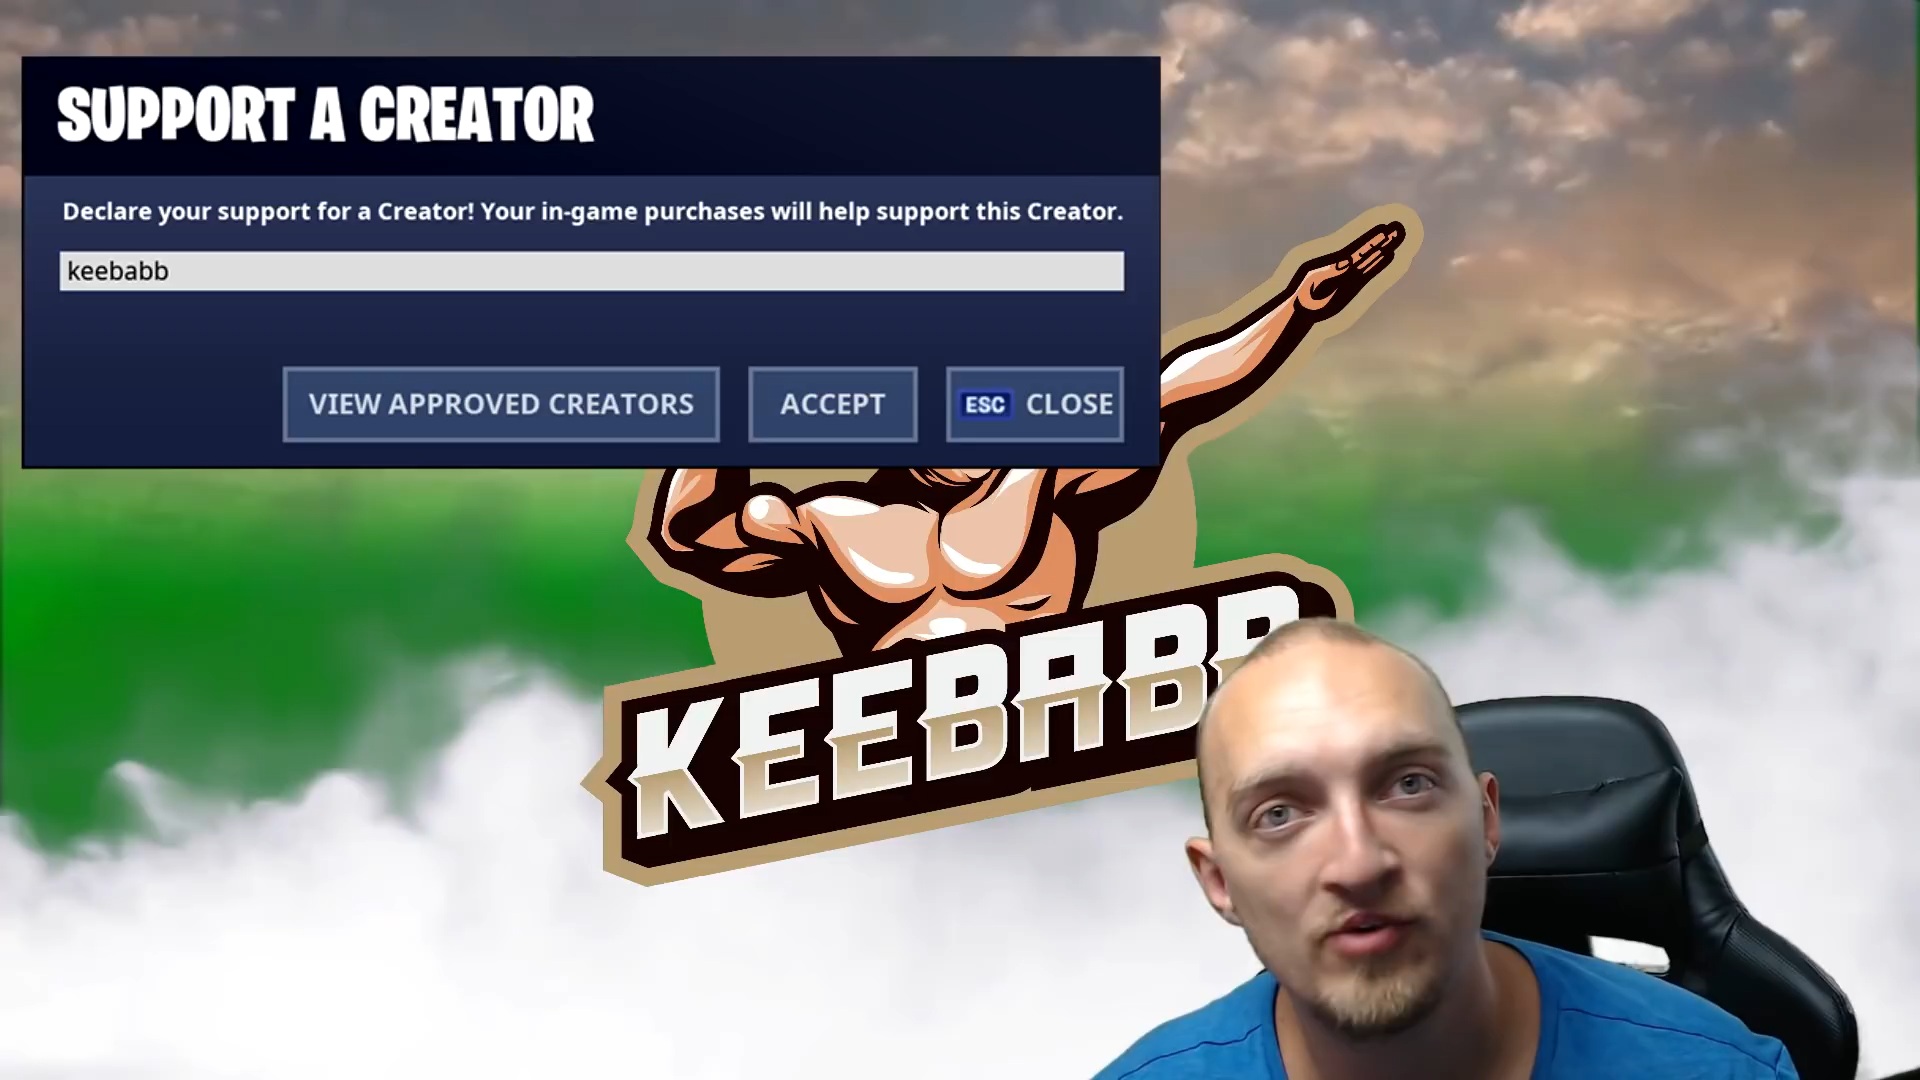 SUPPORT A CREATOR
Declare your support for a Creator! Your in-game purchases will help support this Creator.
keebabb
VIEW APPROVED CREATORS
ACCEPT
ESC CLOSE
KEEBABB